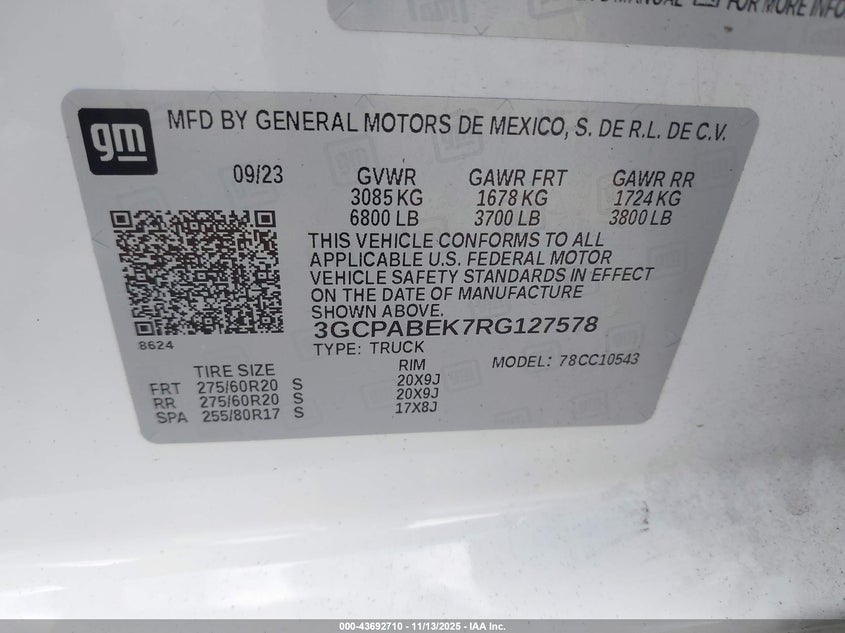 MANUAL FOR MORE INFO
gm
MFD BY GENERAL MOTORS DE MEXICO, S. DE R.L. DE C.V.
09/23 GVWR GAWR FRT GAWR RR
3085 KG 1678 KG 1724 KG
6800 LB 3700 LB 3800 LB
THIS VEHICLE CONFORMS TO ALL
APPLICABLE U.S. FEDERAL MOTOR
VEHICLE SAFETY STANDARDS IN EFFECT
ON THE DATE OF MANUFACTURE
SHOWN ABOVE.
3GCPABEK7RG127578
8624
TYPE: TRUCK MODEL: 78CC10543
TIRE SIZE RIM
FRT 275/60R20 S 20X9J
RR 275/60R20 S 20X9J
SPA 255/80R17 S 17X8J
000-43692710 - 11/13/2025 - IAA Inc.